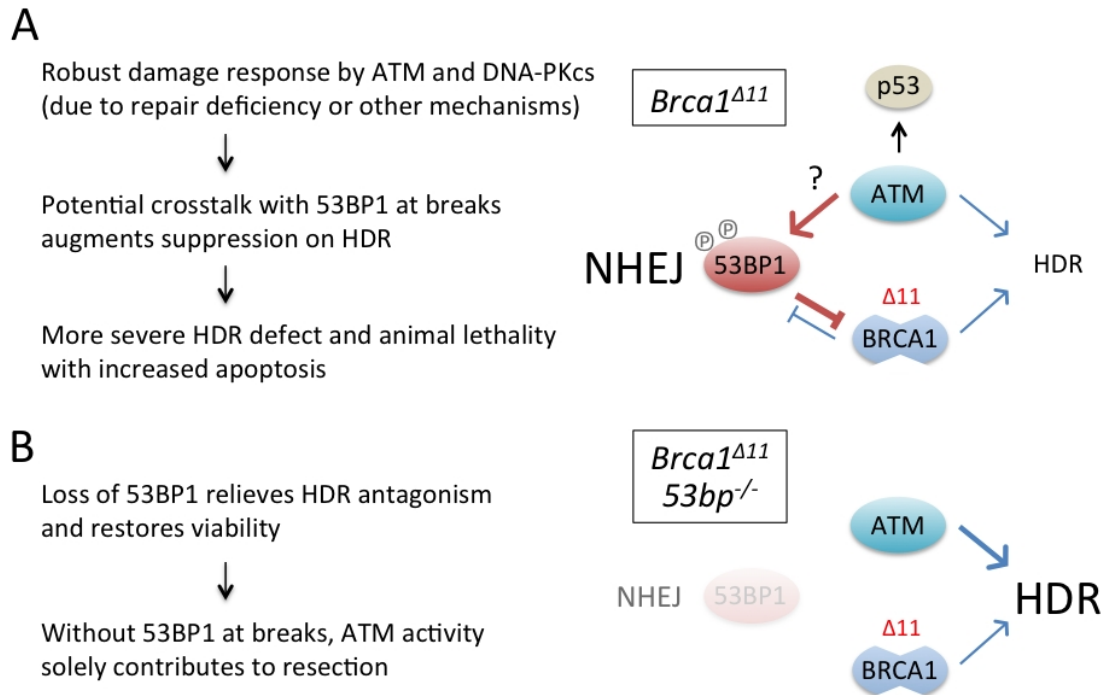 A
Robust damage response by ATM and DNA-PKcs
(due to repair deficiency or other mechanisms)
Potential crosstalk with 53BP1 at breaks
augments suppression on HDR
More severe HDR defect and animal lethality
with increased apoptosis
Brca1Δ11
p53
?
ATM
P
P
NHEJ
53BP1
HDR
Δ11
BRCA1
B
Loss of 53BP1 relieves HDR antagonism
and restores viability
Without 53BP1 at breaks, ATM activity
solely contributes to resection
Brca1Δ11
53bp-/-
ATM
NHEJ
53BP1
HDR
Δ11
BRCA1